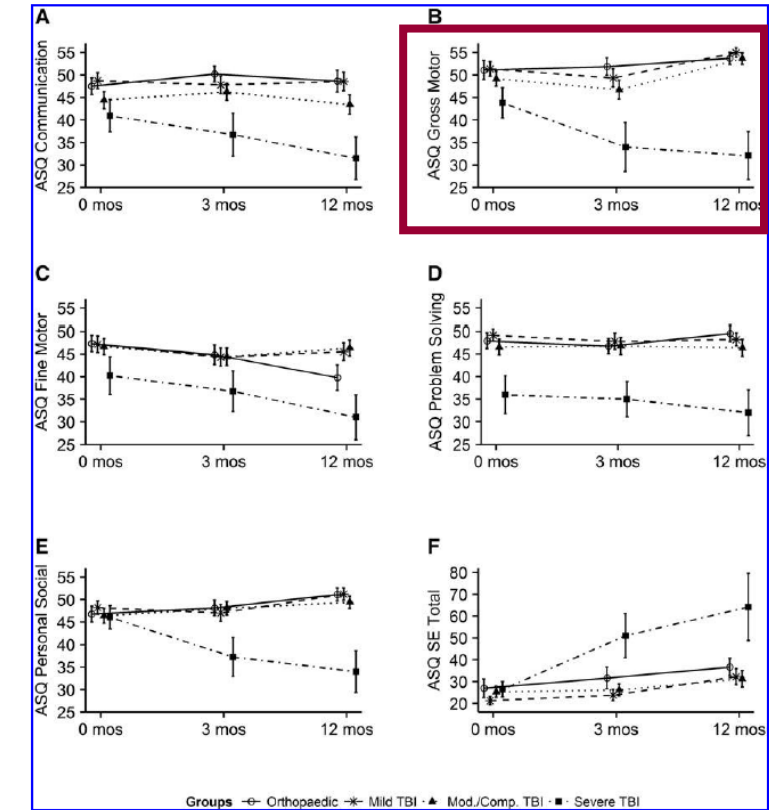 A
B
ASQ Communication
55
50
45
40
35
30
25
0 mos 3 mos 12 mos
ASQ Gross Motor
55
50
45
40
35
30
25
0 mos 3 mos 12 mos
C
D
ASQ Fine Motor
55
50
45
40
35
30
25
0 mos 3 mos 12 mos
ASQ Problem Solving
55
50
45
40
35
30
25
0 mos 3 mos 12 mos
E
F
ASQ Personal Social
55
50
45
40
35
30
25
0 mos 3 mos 12 mos
ASQ SE Total
80
70
60
50
40
30
20
0 mos 3 mos 12 mos
Groups Orthopaedic Mild TBI Mod./Comp. TBI Severe TBI